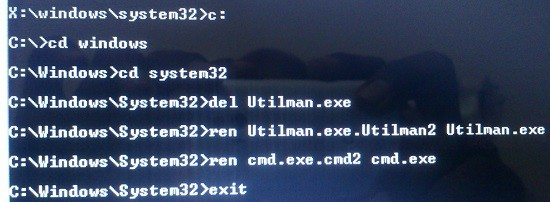 X:\windows\system32>c:
C:\>cd windows
C:\Windows>cd system32
C:\Windows\System32>del Utilman.exe
C:\Windows\System32>ren Utilman.exe.Utilman2 Utilman.exe
C:\Windows\System32>ren cmd.exe.cmd2 cmd.exe
C:\Windows\System32>exit